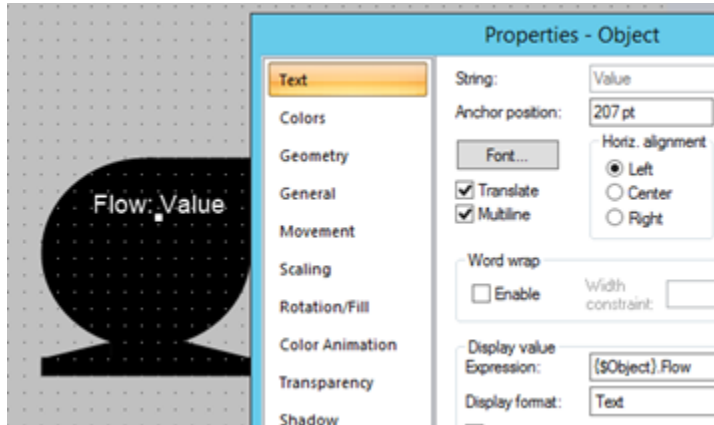 Properties - Object
Text
Colors
Geometry
General
Movement
Scaling
Rotation/Fill
Color Animation
Transparency
Shadow
String:
Value
Anchor position:
207 pt
Font...
Horiz. alignment
Left
Center
Right
Translate
Multiline
Word wrap
Enable
Width
constraint:
Display value
Expression:
{$Object}.Flow
Display format:
Text
Flow: Value